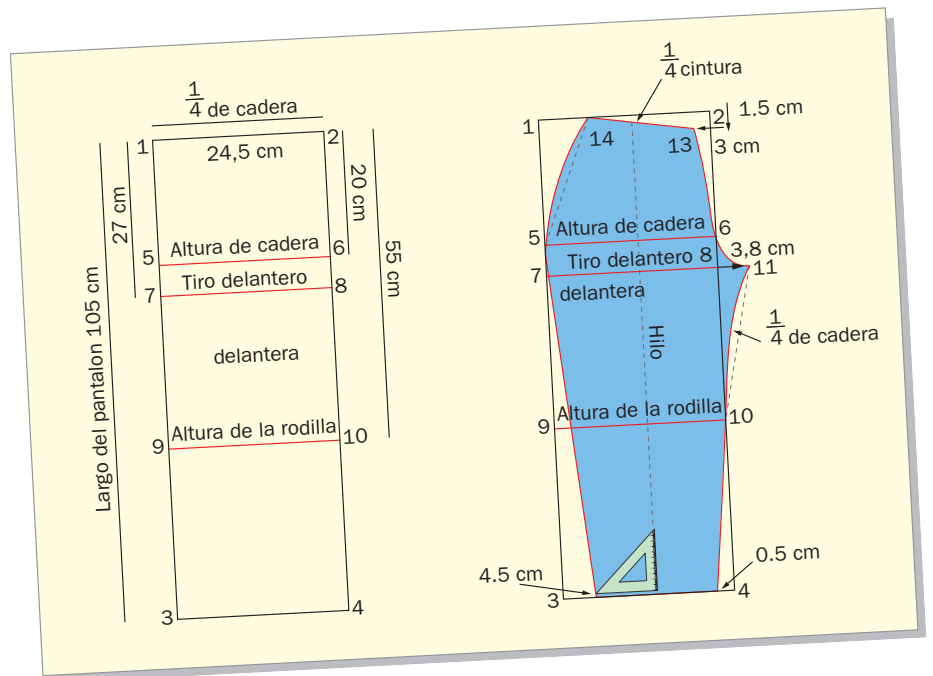 1/4 de cadera
1
2
24,5 cm
27 cm
20 cm
55 cm
Largo del pantalon 105 cm
Altura de cadera
5
6
Tiro delantero
7
8
delantera
Altura de la rodilla
9
10
3
4
1/4 cintura
1
2
1.5 cm
14
13
3 cm
Altura de cadera
5
6
3,8 cm
Tiro delantero 8
7
11
delantera
Hilo
1/4 de cadera
Altura de la rodilla
9
10
4.5 cm
0.5 cm
3
4